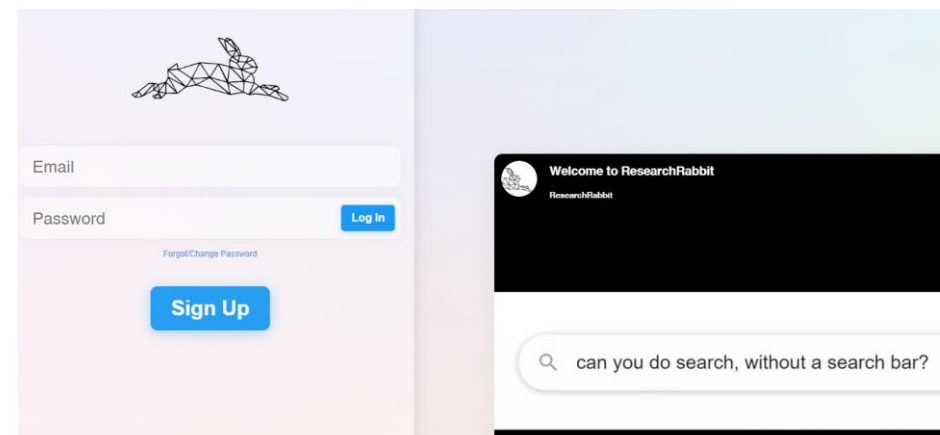 Email
Password
Log In
Forgot/Change Password
Sign Up
Welcome to ResearchRabbit
ResearchRabbit
can you do search, without a search bar?